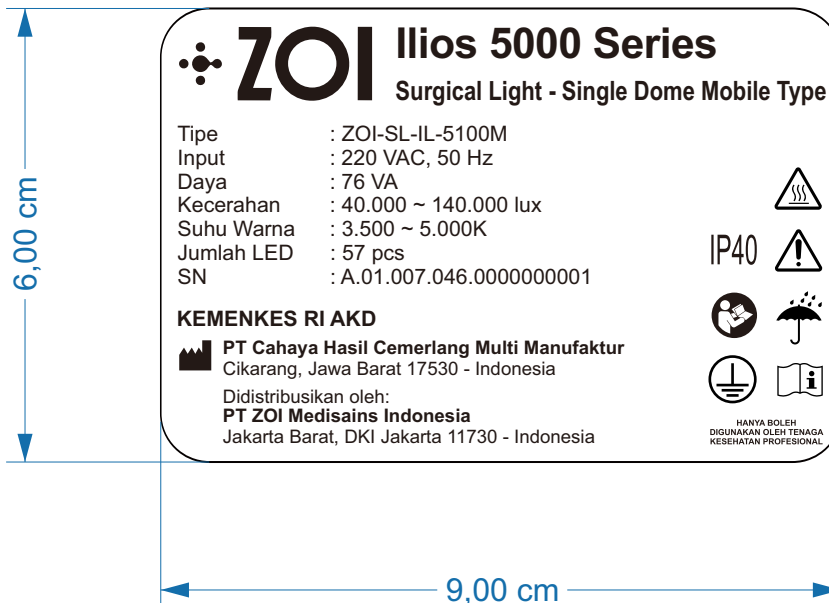 ZOI
Ilios 5000 Series
Surgical Light - Single Dome Mobile Type
Tipe : ZOI-SL-IL-5100M
Input : 220 VAC, 50 Hz
Daya : 76 VA
Kecerahan : 40.000 ~ 140.000 lux
Suhu Warna : 3.500 ~ 5.000K
Jumlah LED : 57 pcs
SN : A.01.007.046.0000000001
IP40
KEMENKES RI AKD
PT Cahaya Hasil Cemerlang Multi Manufaktur
Cikarang, Jawa Barat 17530 - Indonesia
Didistribusikan oleh:
PT ZOI Medisains Indonesia
Jakarta Barat, DKI Jakarta 11730 - Indonesia
HANYA BOLEH
DIGUNAKAN OLEH TENAGA
KESEHATAN PROFESIONAL
6,00 cm
9,00 cm